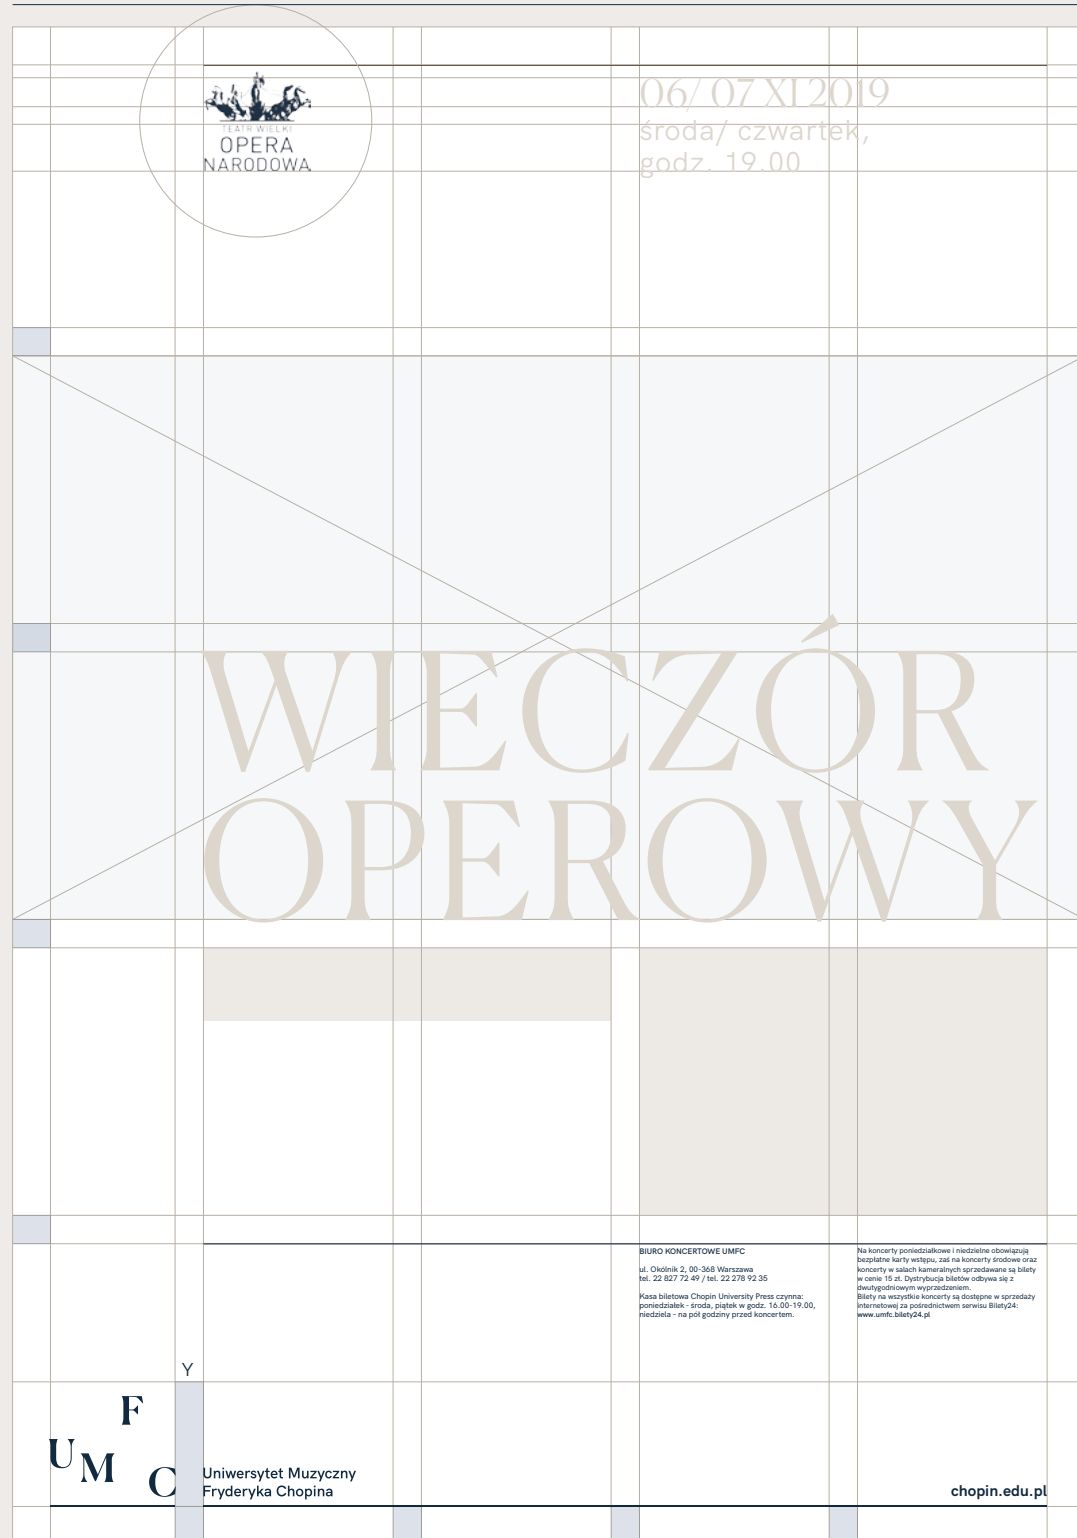 TEATR WIELKI
OPERA
NARODOWA
06/ 07 XI 2019
środa/ czwartek,
godz. 19.00
WIECZÓR
OPEROWY
BIURO KONCERTOWE UMFC
ul. Okólnik 2, 00-368 Warszawa
tel. 22 827 72 49 / tel. 22 278 92 35
Kasa biletowa Chopin University Press czynna:
poniedziałek - środa, piątek w godz. 16.00-19.00,
niedziela – na pół godziny przed koncertem.
Na koncerty poniedziałkowe i niedzielne obowiązują
bezpłatne karty wstępu, zaś na koncerty środowe oraz
koncerty w salach kameralnych sprzedawane są bilety
w cenie 15 zł. Dystrybucja biletów odbywa się z
dwutygodniowym wyprzedzeniem.
Bilety na wszystkie koncerty są dostępne w sprzedaży
internetowej za pośrednictwem serwisu Bilety24:
www.umfc.bilety24.pl
Y
F
UM
C
Uniwersytet Muzyczny
Fryderyka Chopina
chopin.edu.pl